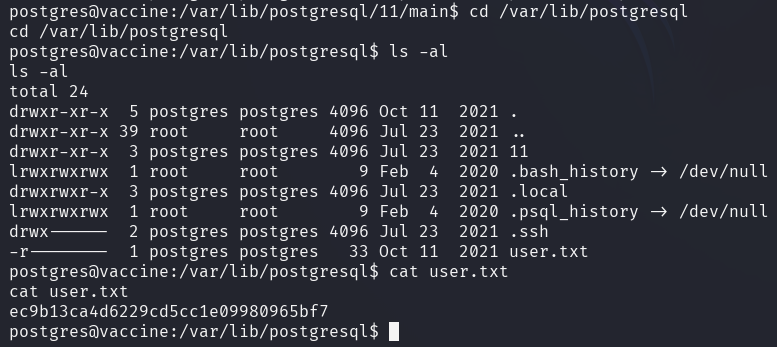 postgres@vaccine:/var/lib/postgresql/11/main$ cd /var/lib/postgresql
cd /var/lib/postgresql
postgres@vaccine:/var/lib/postgresql$ ls -al
ls -al
total 24
drwxr-xr-x  5 postgres postgres 4096 Oct 11  2021 .
drwxr-xr-x 39 root     root     4096 Jul 23  2021 ..
drwxr-xr-x  3 postgres postgres 4096 Jul 23  2021 11
lrwxrwxrwx  1 root     root        9 Feb  4  2020 .bash_history -> /dev/null
drwxrwxr-x  3 postgres postgres 4096 Jul 23  2021 .local
lrwxrwxrwx  1 root     root        9 Feb  4  2020 .psql_history -> /dev/null
drwx------  2 postgres postgres 4096 Jul 23  2021 .ssh
-r--------  1 postgres postgres   33 Oct 11  2021 user.txt
postgres@vaccine:/var/lib/postgresql$ cat user.txt
cat user.txt
ec9b13ca4d6229cd5cc1e09980965bf7
postgres@vaccine:/var/lib/postgresql$